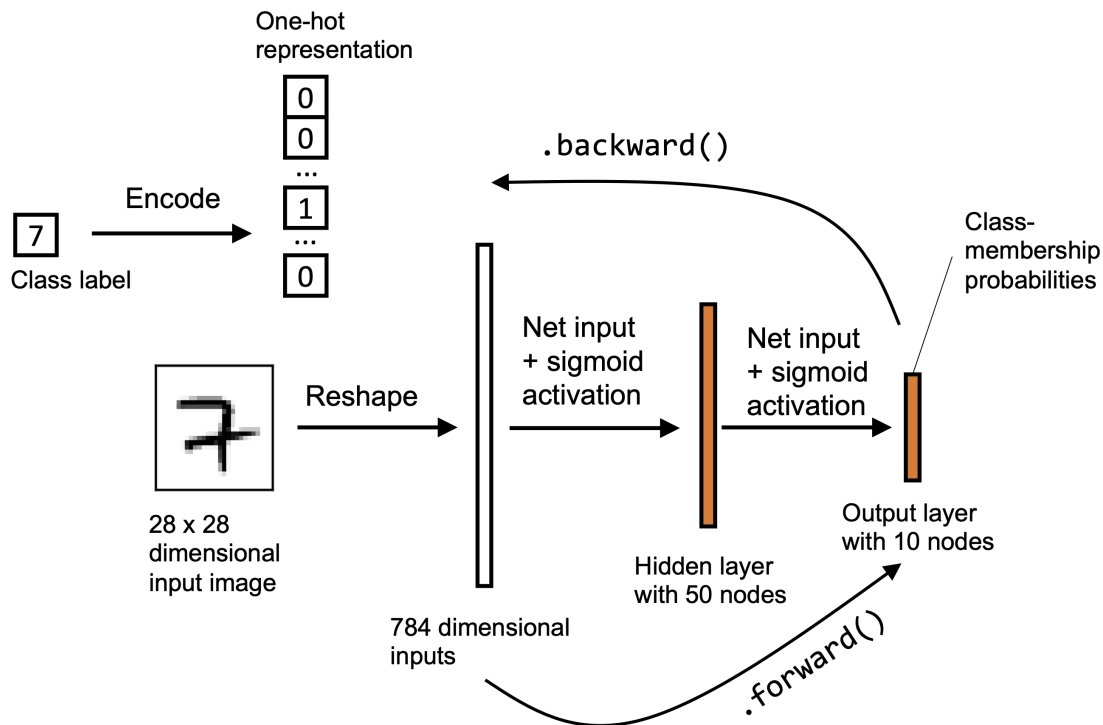 One-hot
representation
0
0
...
1
...
0
Encode
7
Class label
.backward()
Class-
membership
probabilities
Net input
+ sigmoid
activation
Net input
+ sigmoid
activation
Reshape
28 x 28
dimensional
input image
784 dimensional
inputs
Hidden layer
with 50 nodes
Output layer
with 10 nodes
.forward()